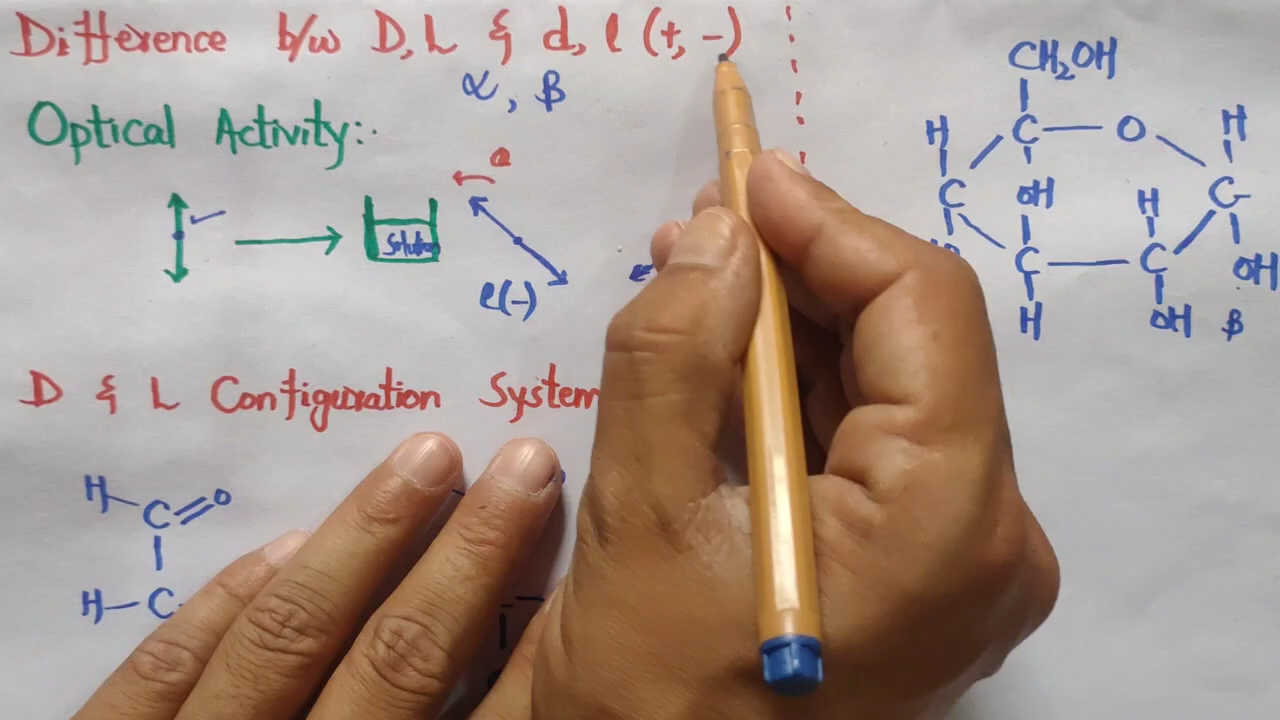 Difference b/w D, L & d, l (+, -)
α, β
Optical Activity:-
θ
Solution
l(-)
D & L Configuration System
H C O
H C
CH2OH
H C O H
C OH H C
C C OH
H OH β